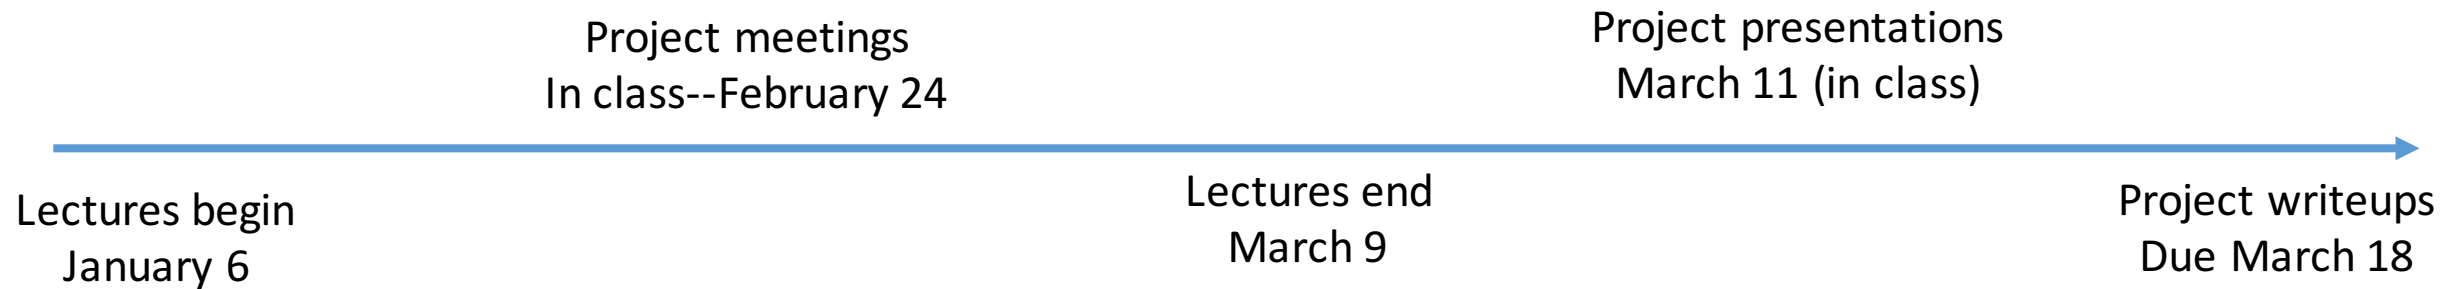 Project meetings
In class--February 24
Project presentations
March 11 (in class)
Lectures begin
January 6
Lectures end
March 9
Project writeups
Due March 18